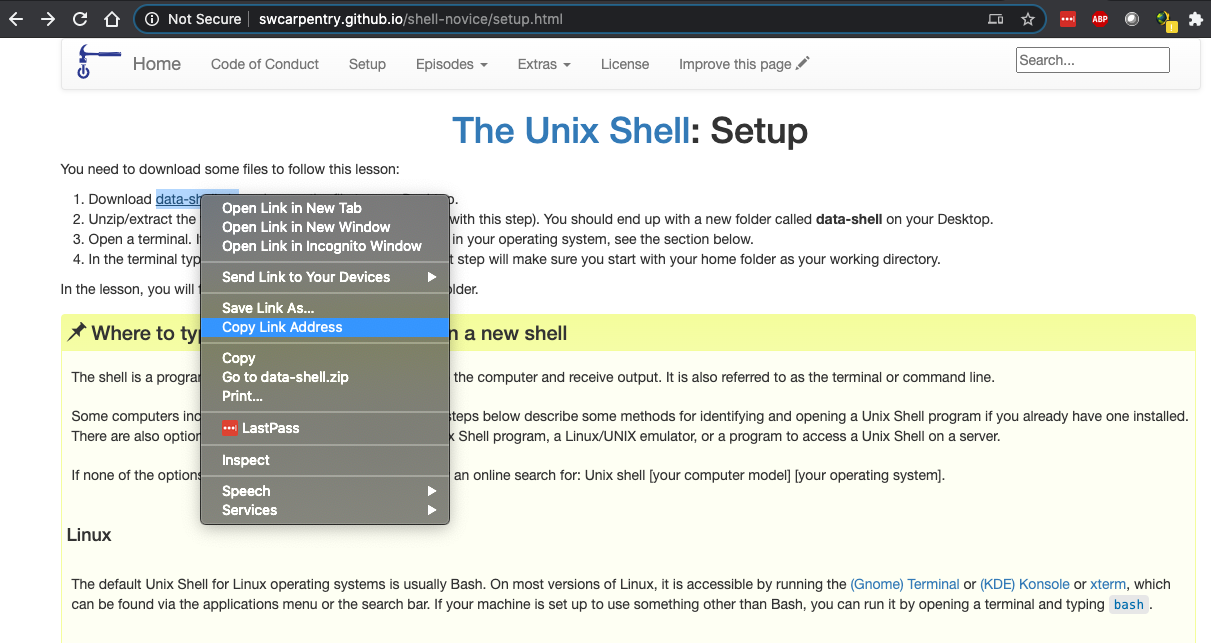 Not Secure | swcarpentry.github.io/shell-novice/setup.html
ABP
Home Code of Conduct Setup Episodes Extras License Improve this page Search...
The Unix Shell: Setup
You need to download some files to follow this lesson:
1. Download data-sh
2. Unzip/extract the with this step). You should end up with a new folder called data-shell on your Desktop.
3. Open a terminal. I in your operating system, see the section below.
4. In the terminal typ t step will make sure you start with your home folder as your working directory.
In the lesson, you will older.
Open Link in New Tab
Open Link in New Window
Open Link in Incognito Window
Send Link to Your Devices
Save Link As...
Copy Link Address
Copy
Go to data-shell.zip
Print...
LastPass
Inspect
Speech
Services
Where to ty n a new shell
The shell is a program the computer and receive output. It is also referred to as the terminal or command line.
Some computers inc steps below describe some methods for identifying and opening a Unix Shell program if you already have one installed.
There are also option x Shell program, a Linux/UNIX emulator, or a program to access a Unix Shell on a server.
If none of the options an online search for: Unix shell [your computer model] [your operating system].
Linux
The default Unix Shell for Linux operating systems is usually Bash. On most versions of Linux, it is accessible by running the (Gnome) Terminal or (KDE) Konsole or xterm, which
can be found via the applications menu or the search bar. If your machine is set up to use something other than Bash, you can run it by opening a terminal and typing bash.